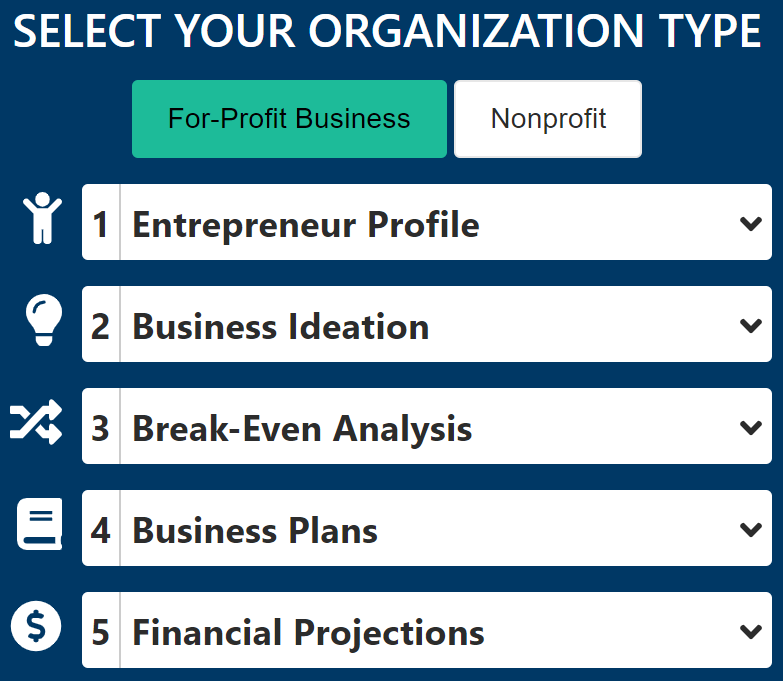 SELECT YOUR ORGANIZATION TYPE
For-Profit Business Nonprofit
1 Entrepreneur Profile
2 Business Ideation
3 Break-Even Analysis
4 Business Plans
5 Financial Projections